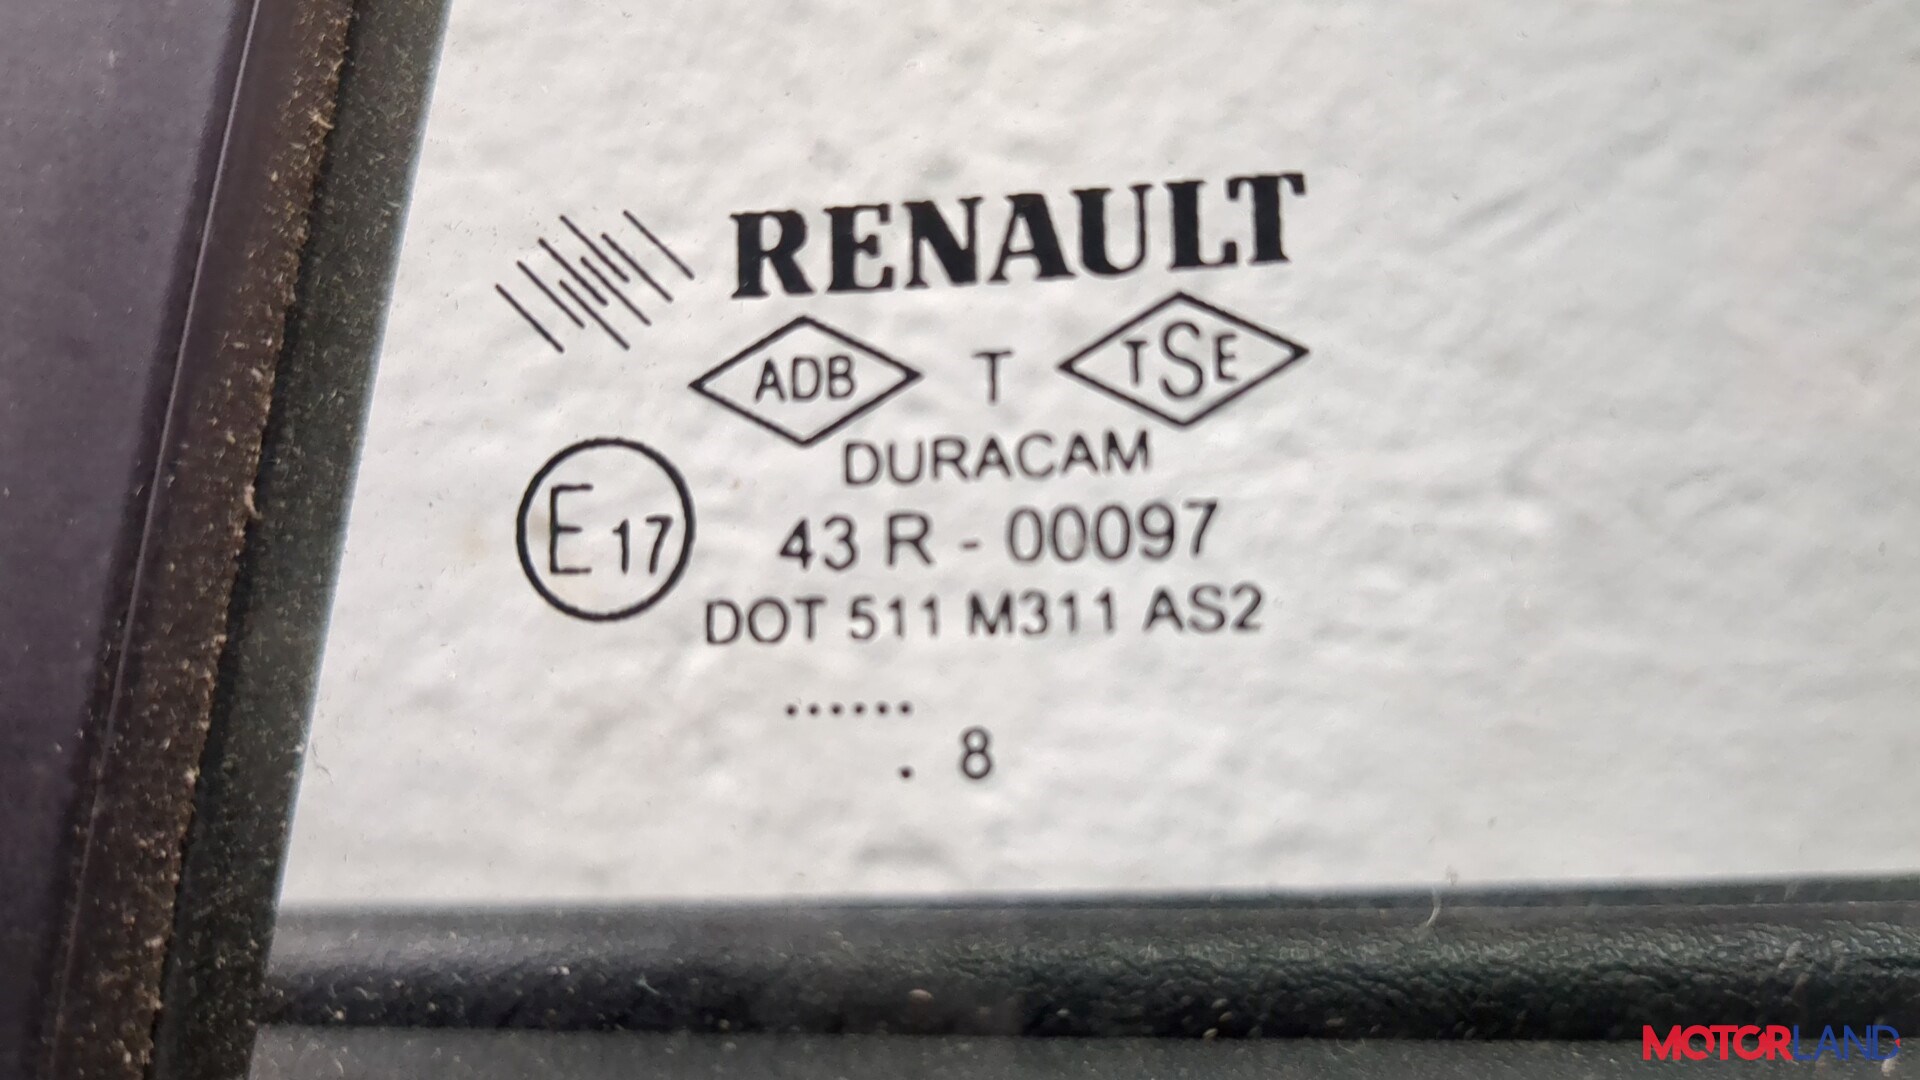 RENAULT
ADB T TSE
DURACAM
E17 43 R - 00097
DOT 511 M311 AS2
......
. 8
MOTORLAND